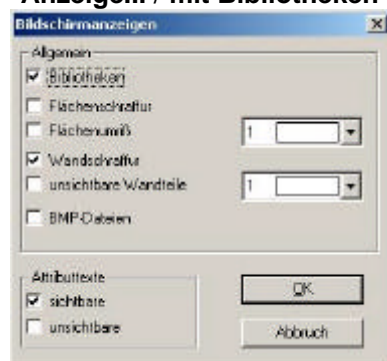 Anzeigen / mit Bibliotheken
Bildschirmanzeigen
Allgemein
Bibliotheken
Flächenschraffur
Flächenumriß 1
Wandschraffur
unsichtbare Wandteile 1
BMP-Dateien
Attributtexte
sichtbare
unsichtbare
OK
Abbruch